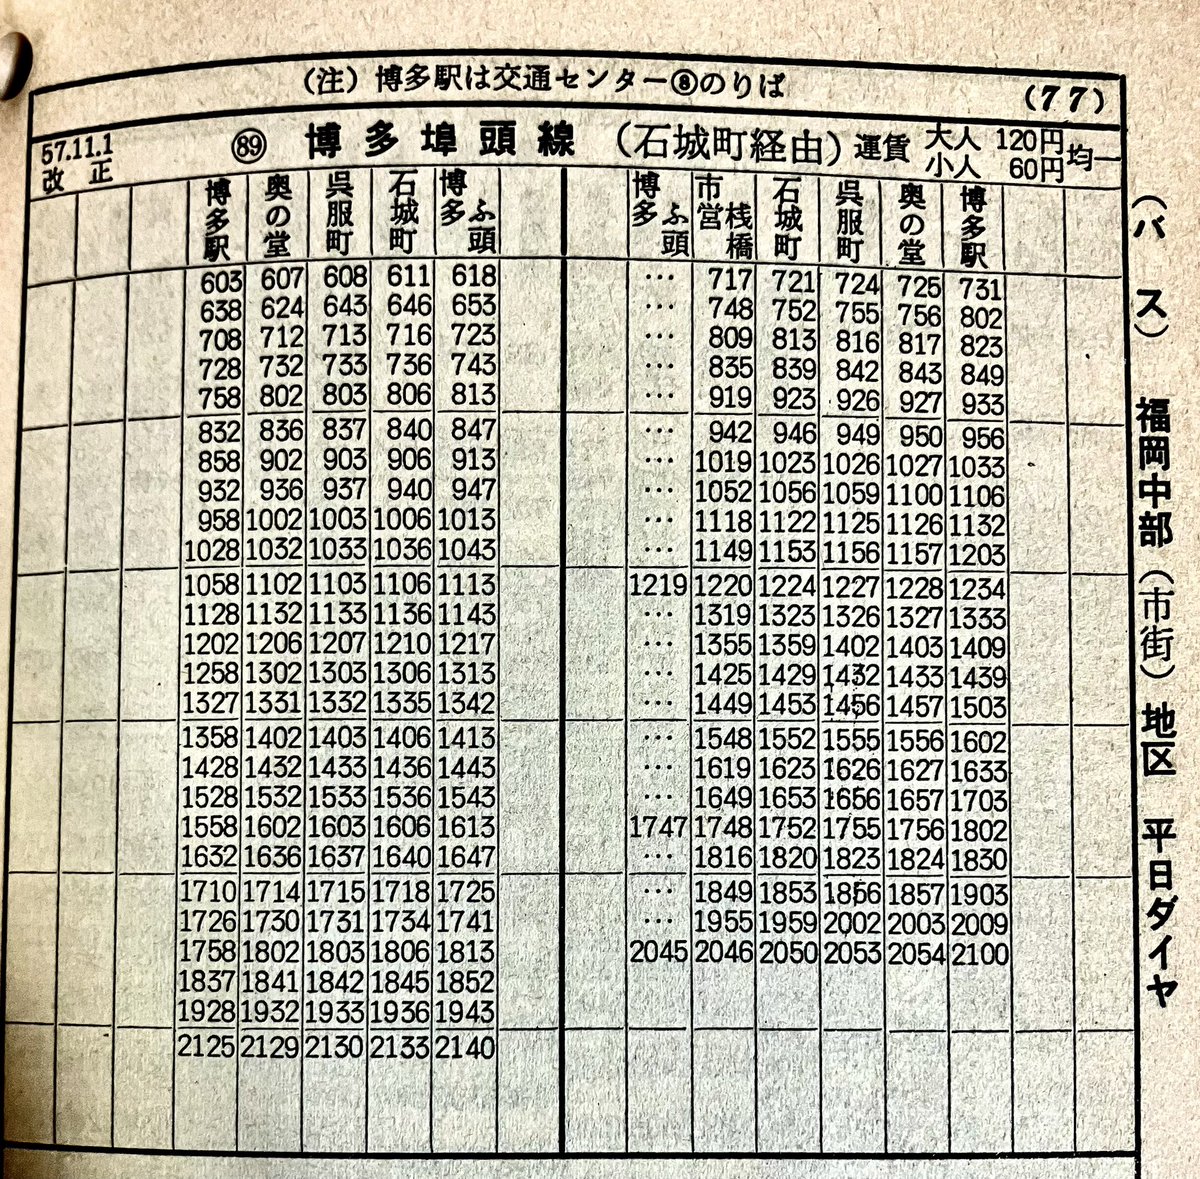 (注) 博多駅は交通センター⑧のりば (77)
57.11.1 改正 ㊇ 博多埠頭線 (石城町経由) 運賃 大人 120円 小人 60円 均一
博多駅 奥の堂 呉服町 石城町 博多ふ頭 博多ふ頭 市営桟橋 石城町 呉服町 奥の堂 博多駅
603 607 608 611 618 … 717 721 724 725 731
638 624 643 646 653 … 748 752 755 756 802
708 712 713 716 723 … 809 813 816 817 823
728 732 733 736 743 … 835 839 842 843 849
758 802 803 806 813 … 919 923 926 927 933
832 836 837 840 847 … 942 946 949 950 956
858 902 903 906 913 … 1019 1023 1026 1027 1033
932 936 937 940 947 … 1052 1056 1059 1100 1106
958 1002 1003 1006 1013 … 1118 1122 1125 1126 1132
1028 1032 1033 1036 1043 … 1149 1153 1156 1157 1203
1058 1102 1103 1106 1113 1219 1220 1224 1227 1228 1234
1128 1132 1133 1136 1143 … 1319 1323 1326 1327 1333
1202 1206 1207 1210 1217 … 1355 1359 1402 1403 1409
1258 1302 1303 1306 1313 … 1425 1429 1432 1433 1439
1327 1331 1332 1335 1342 … 1449 1453 1456 1457 1503
1358 1402 1403 1406 1413 … 1548 1552 1555 1556 1602
1428 1432 1433 1436 1443 … 1619 1623 1626 1627 1633
1528 1532 1533 1536 1543 … 1649 1653 1656 1657 1703
1558 1602 1603 1606 1613 1747 1748 1752 1755 1756 1802
1632 1636 1637 1640 1647 … 1816 1820 1823 1824 1830
1710 1714 1715 1718 1725 … 1849 1853 1856 1857 1903
1726 1730 1731 1734 1741 … 1955 1959 2002 2003 2009
1758 1802 1803 1806 1813 2045 2046 2050 2053 2054 2100
1837 1841 1842 1845 1852
1928 1932 1933 1936 1943
2125 2129 2130 2133 2140
(バス) 福岡中部(市街)地区 平日ダイヤ